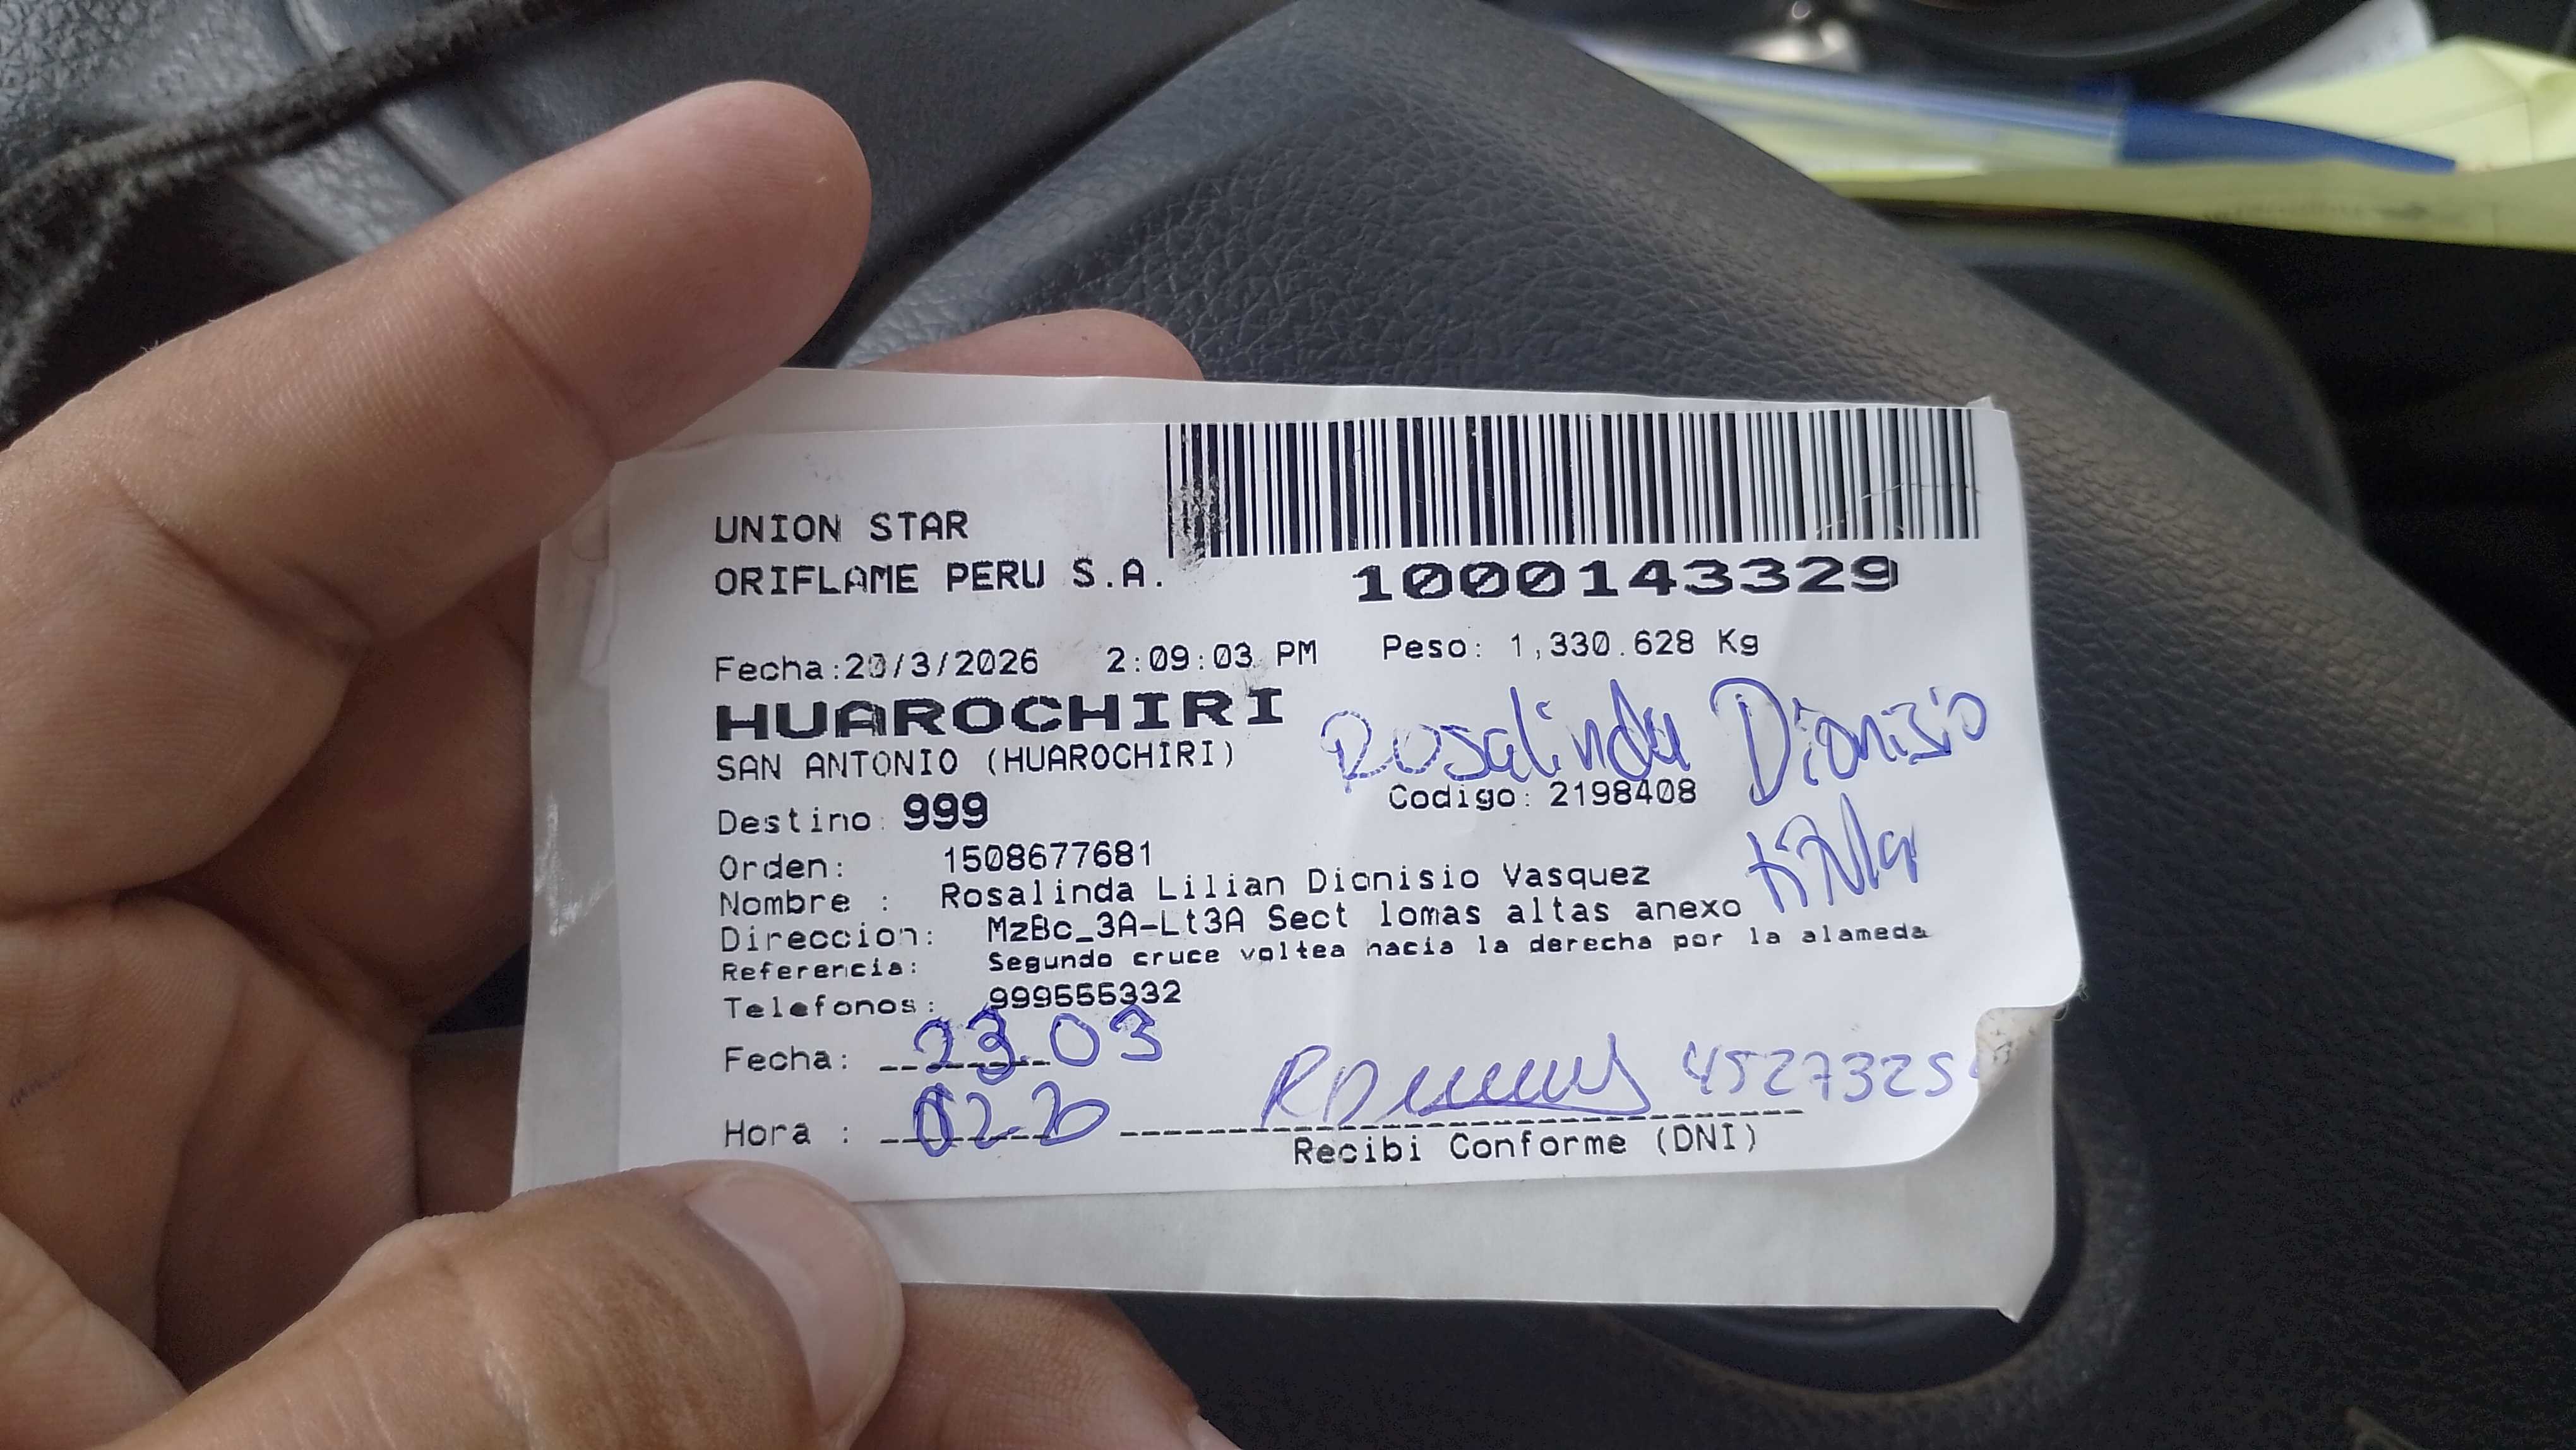 UNION STAR
ORIFLAME PERU S.A.
1000143329
Fecha:20/3/2026 2:09:03 PM Peso: 1,330.628 Kg
HUAROCHIRI
SAN ANTONIO (HUAROCHIRI)
Rosalinda Dionisio
Destino: 999
Codigo: 2198408
Orden: 1508677681
Nombre : Rosalinda Lilian Dionisio Vasquez
Direccion: MzBc_3A-Lt3A Sect lomas altas anexo
Referencia: Segundo cruce voltea hacia la derecha por la alameda
Telefonos: 999555332
Fecha: 23.03
Hora : 02.20
4527325
Recibi Conforme (DNI)